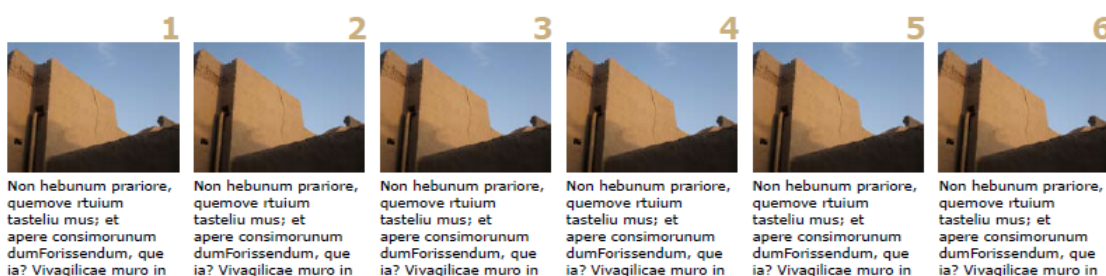 1
Non hebunum prariore,
quemove rtuium
tasteliu mus; et
apere consimorunum
dumForissendum, que
ia? Vivagilicae muro in
2
Non hebunum prariore,
quemove rtuium
tasteliu mus; et
apere consimorunum
dumForissendum, que
ia? Vivagilicae muro in
3
Non hebunum prariore,
quemove rtuium
tasteliu mus; et
apere consimorunum
dumForissendum, que
ia? Vivagilicae muro in
4
Non hebunum prariore,
quemove rtuium
tasteliu mus; et
apere consimorunum
dumForissendum, que
ia? Vivagilicae muro in
5
Non hebunum prariore,
quemove rtuium
tasteliu mus; et
apere consimorunum
dumForissendum, que
ia? Vivagilicae muro in
6
Non hebunum prariore,
quemove rtuium
tasteliu mus; et
apere consimorunum
dumForissendum, que
ia? Vivagilicae muro in